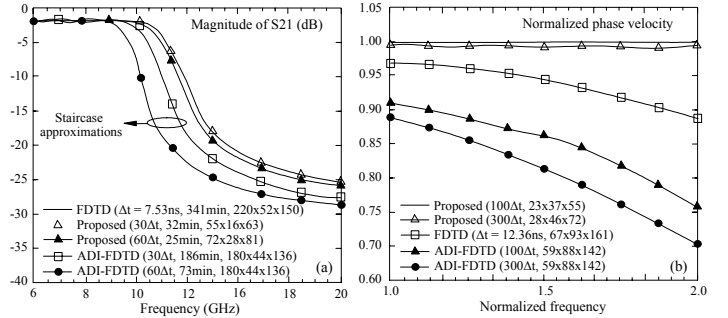 Magnitude of S21 (dB)
0
-5
-10
-15
-20
-25
-30
-35
-40
Staircase
approximations
FDTD (Δt = 7.53ns, 341min, 220x52x150)
Proposed (30Δt, 32min, 55x16x63)
Proposed (60Δt, 25min, 72x28x81)
ADI-FDTD (30Δt, 186min, 180x44x136)
ADI-FDTD (60Δt, 73min, 180x44x136)
(a)
6 8 10 12 14 16 18 20
Frequency (GHz)
Normalized phase velocity
1.05
1.00
0.95
0.90
0.85
0.80
0.75
0.70
0.60
Proposed (100Δt, 23x37x55)
Proposed (300Δt, 28x46x72)
FDTD (Δt = 12.36ns, 67x93x161)
ADI-FDTD (100Δt, 59x88x142)
ADI-FDTD (300Δt, 59x88x142)
(b)
1.0 1.5 2.0
Normalized frequency